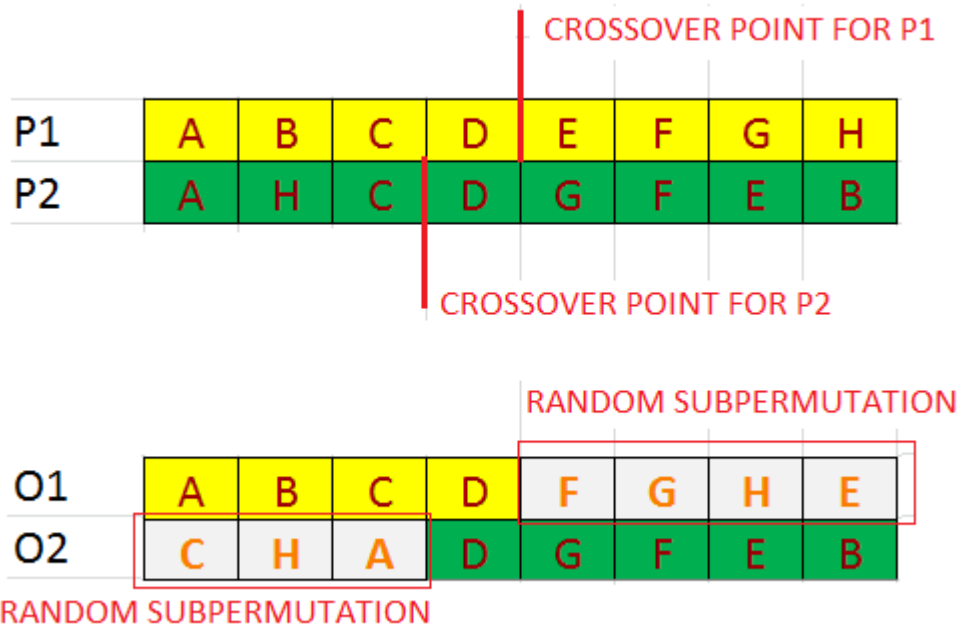 CROSSOVER POINT FOR P1
P1 A B C D E F G H
P2 A H C D G F E B
CROSSOVER POINT FOR P2
RANDOM SUBPERMUTATION
O1 A B C D F G H E
O2 C H A D G F E B
RANDOM SUBPERMUTATION